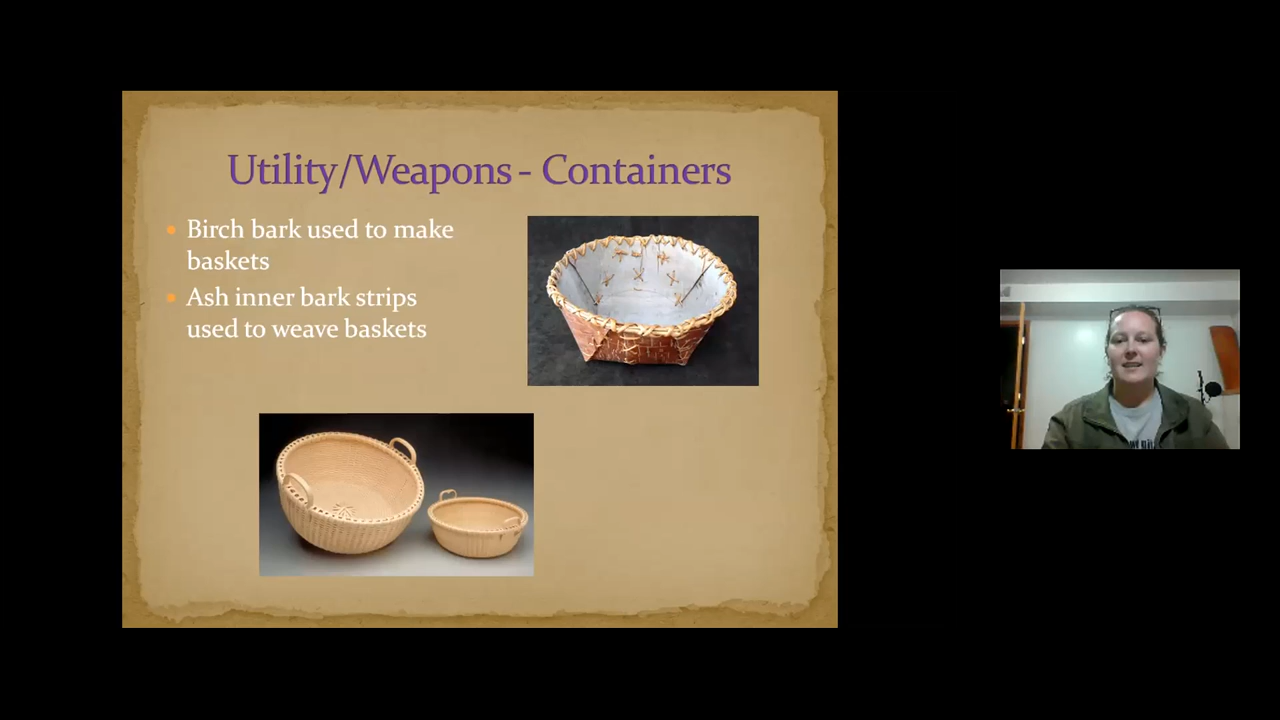 Utility/Weapons - Containers
Birch bark used to make
baskets
Ash inner bark strips
used to weave baskets